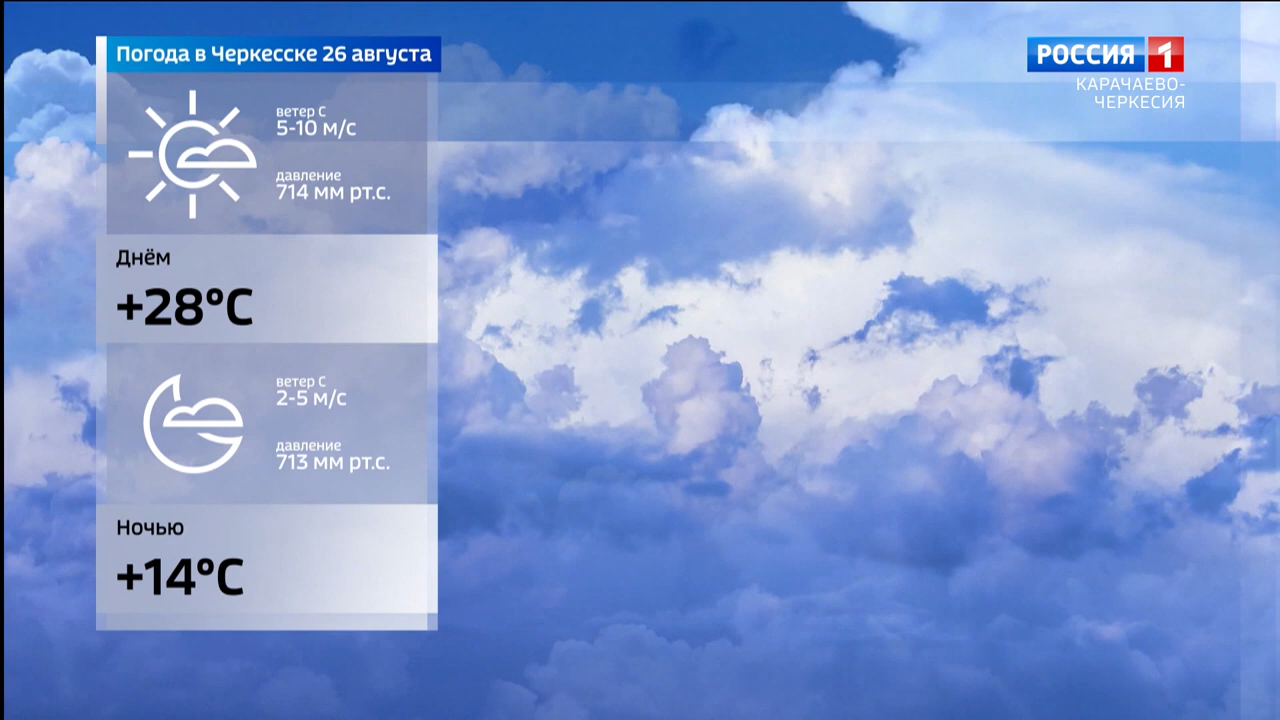 Погода в Черкесске 26 августа
РОССИЯ 1
КАРАЧАЕВО-
ЧЕРКЕСИЯ
ветер С
5-10 м/с
давление
714 мм рт.с.
Днём
+28°C
ветер С
2-5 м/с
давление
713 мм рт.с.
Ночью
+14°C